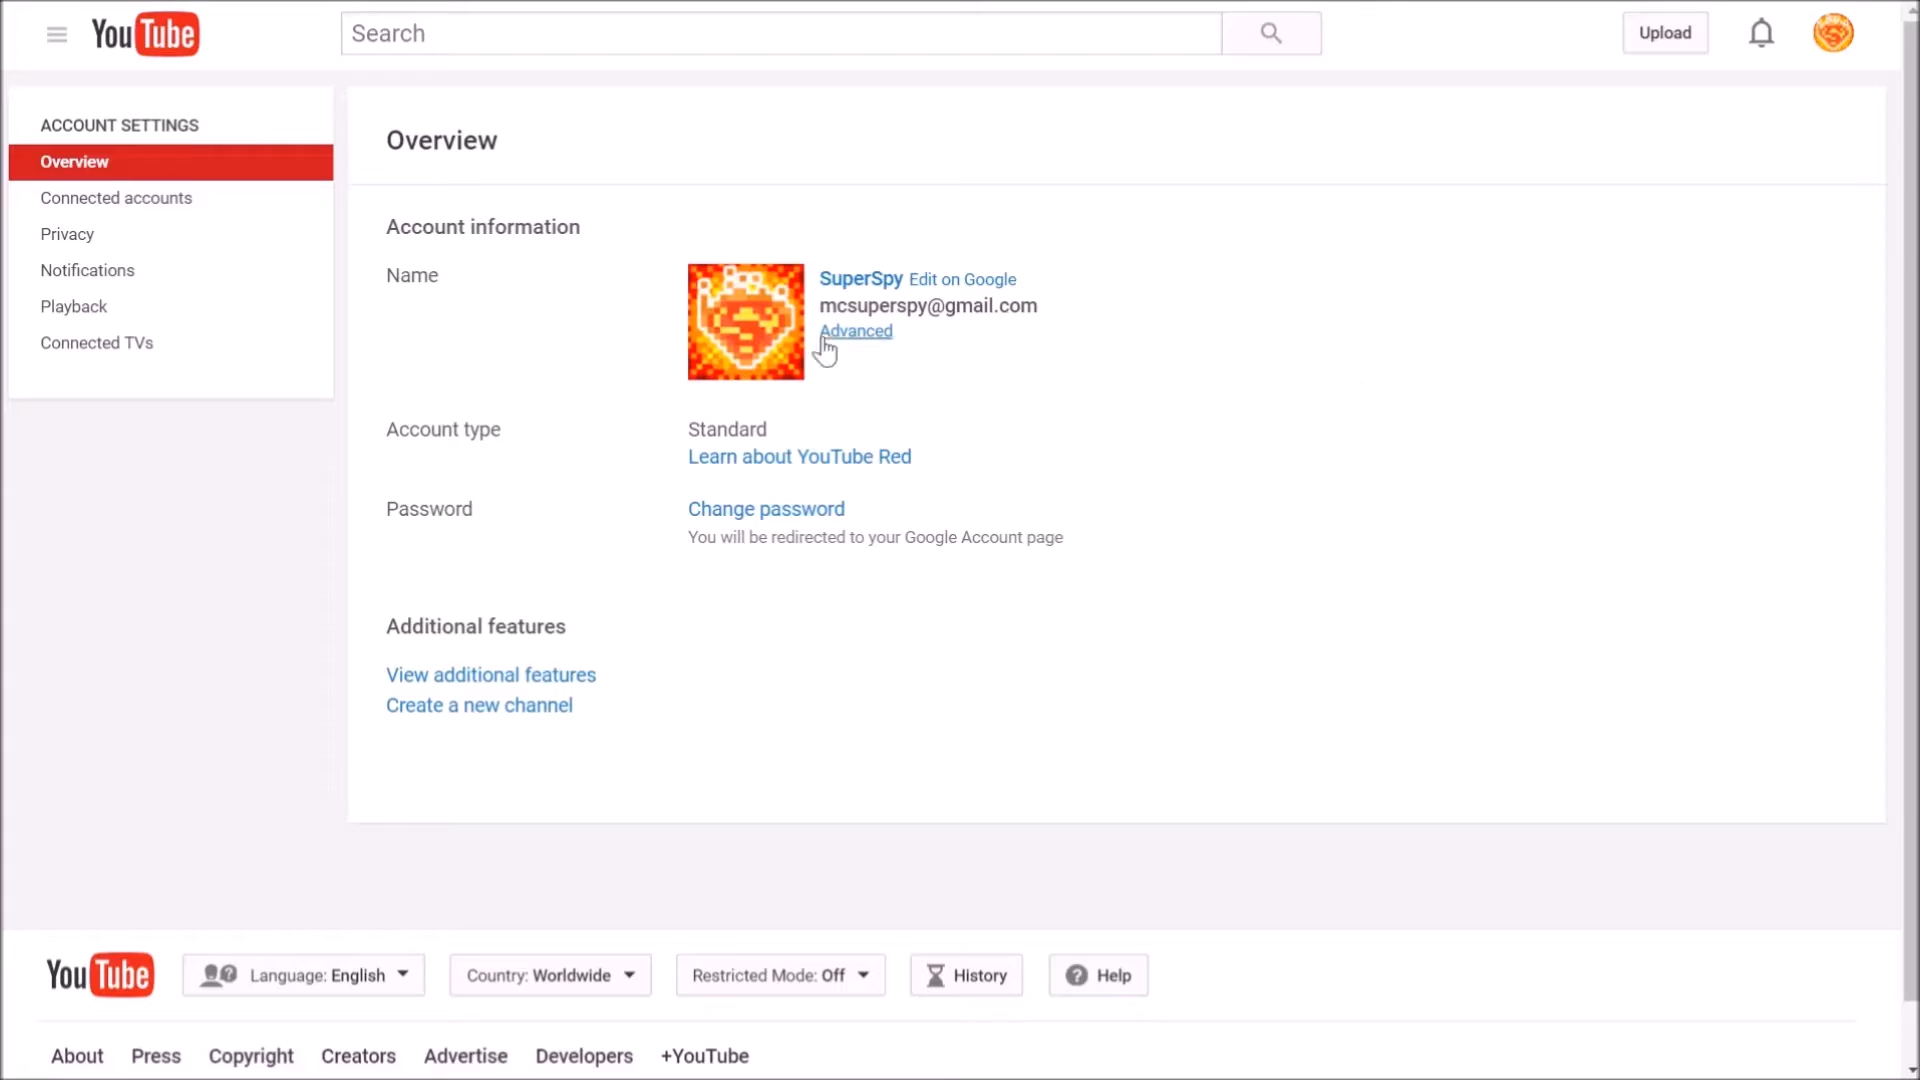 YouTube
Search
Upload
ACCOUNT SETTINGS
Overview
Connected accounts
Privacy
Notifications
Playback
Connected TVs
Overview
Account information
Name
SuperSpy Edit on Google
mcsuperspy@gmail.com
Advanced
Account type
Standard
Learn about YouTube Red
Password
Change password
You will be redirected to your Google Account page
Additional features
View additional features
Create a new channel
YouTube
Language: English
Country: Worldwide
Restricted Mode: Off
History
Help
About Press Copyright Creators Advertise Developers +YouTube